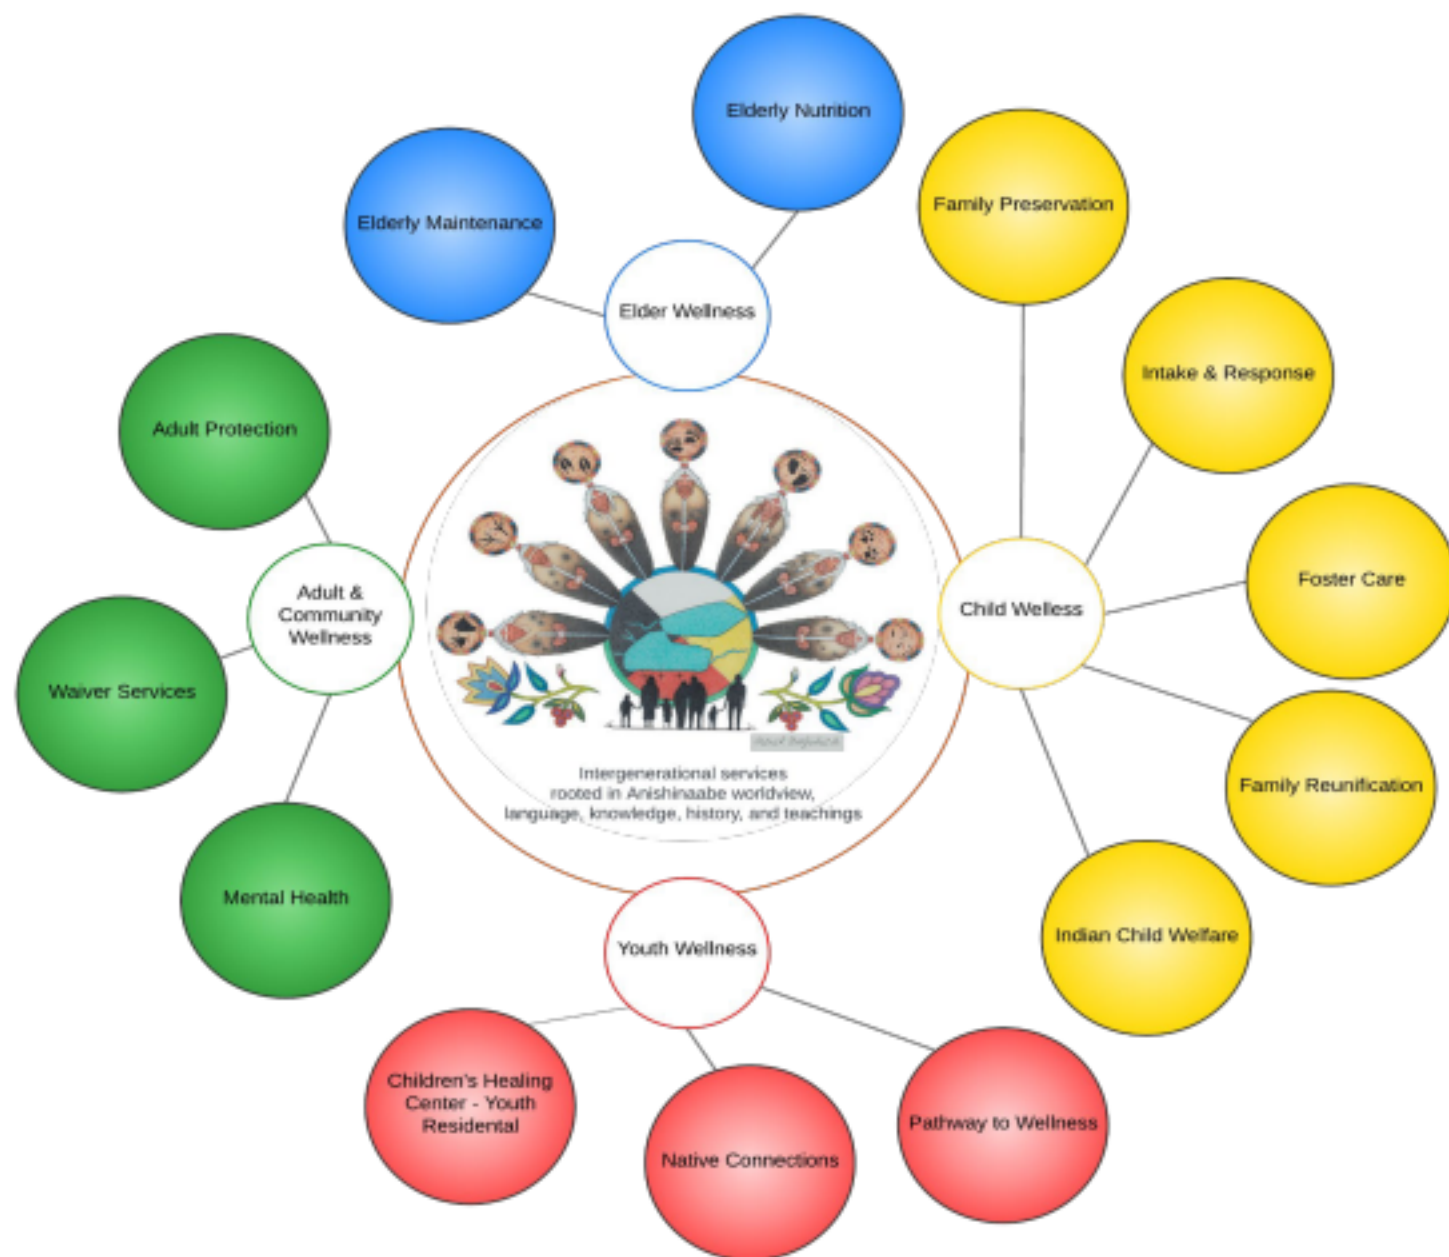 Elderly Nutrition
Family Preservation
Elderly Maintenance
Elder Wellness
Intake & Response
Adult Protection
Foster Care
Adult &
Community
Wellness
Child Welless
Waiver Services
Family Reunification
Intergenerational services
rooted in Anishinaabe worldview,
language, knowledge, history, and teachings
Mental Health
Indian Child Welfare
Youth Wellness
Children's Healing
Center - Youth
Residental
Native Connections
Pathway to Wellness